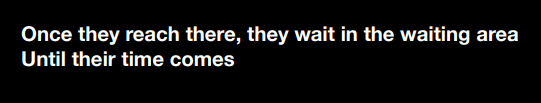 Once they reach there, they wait in the waiting area
Until their time comes